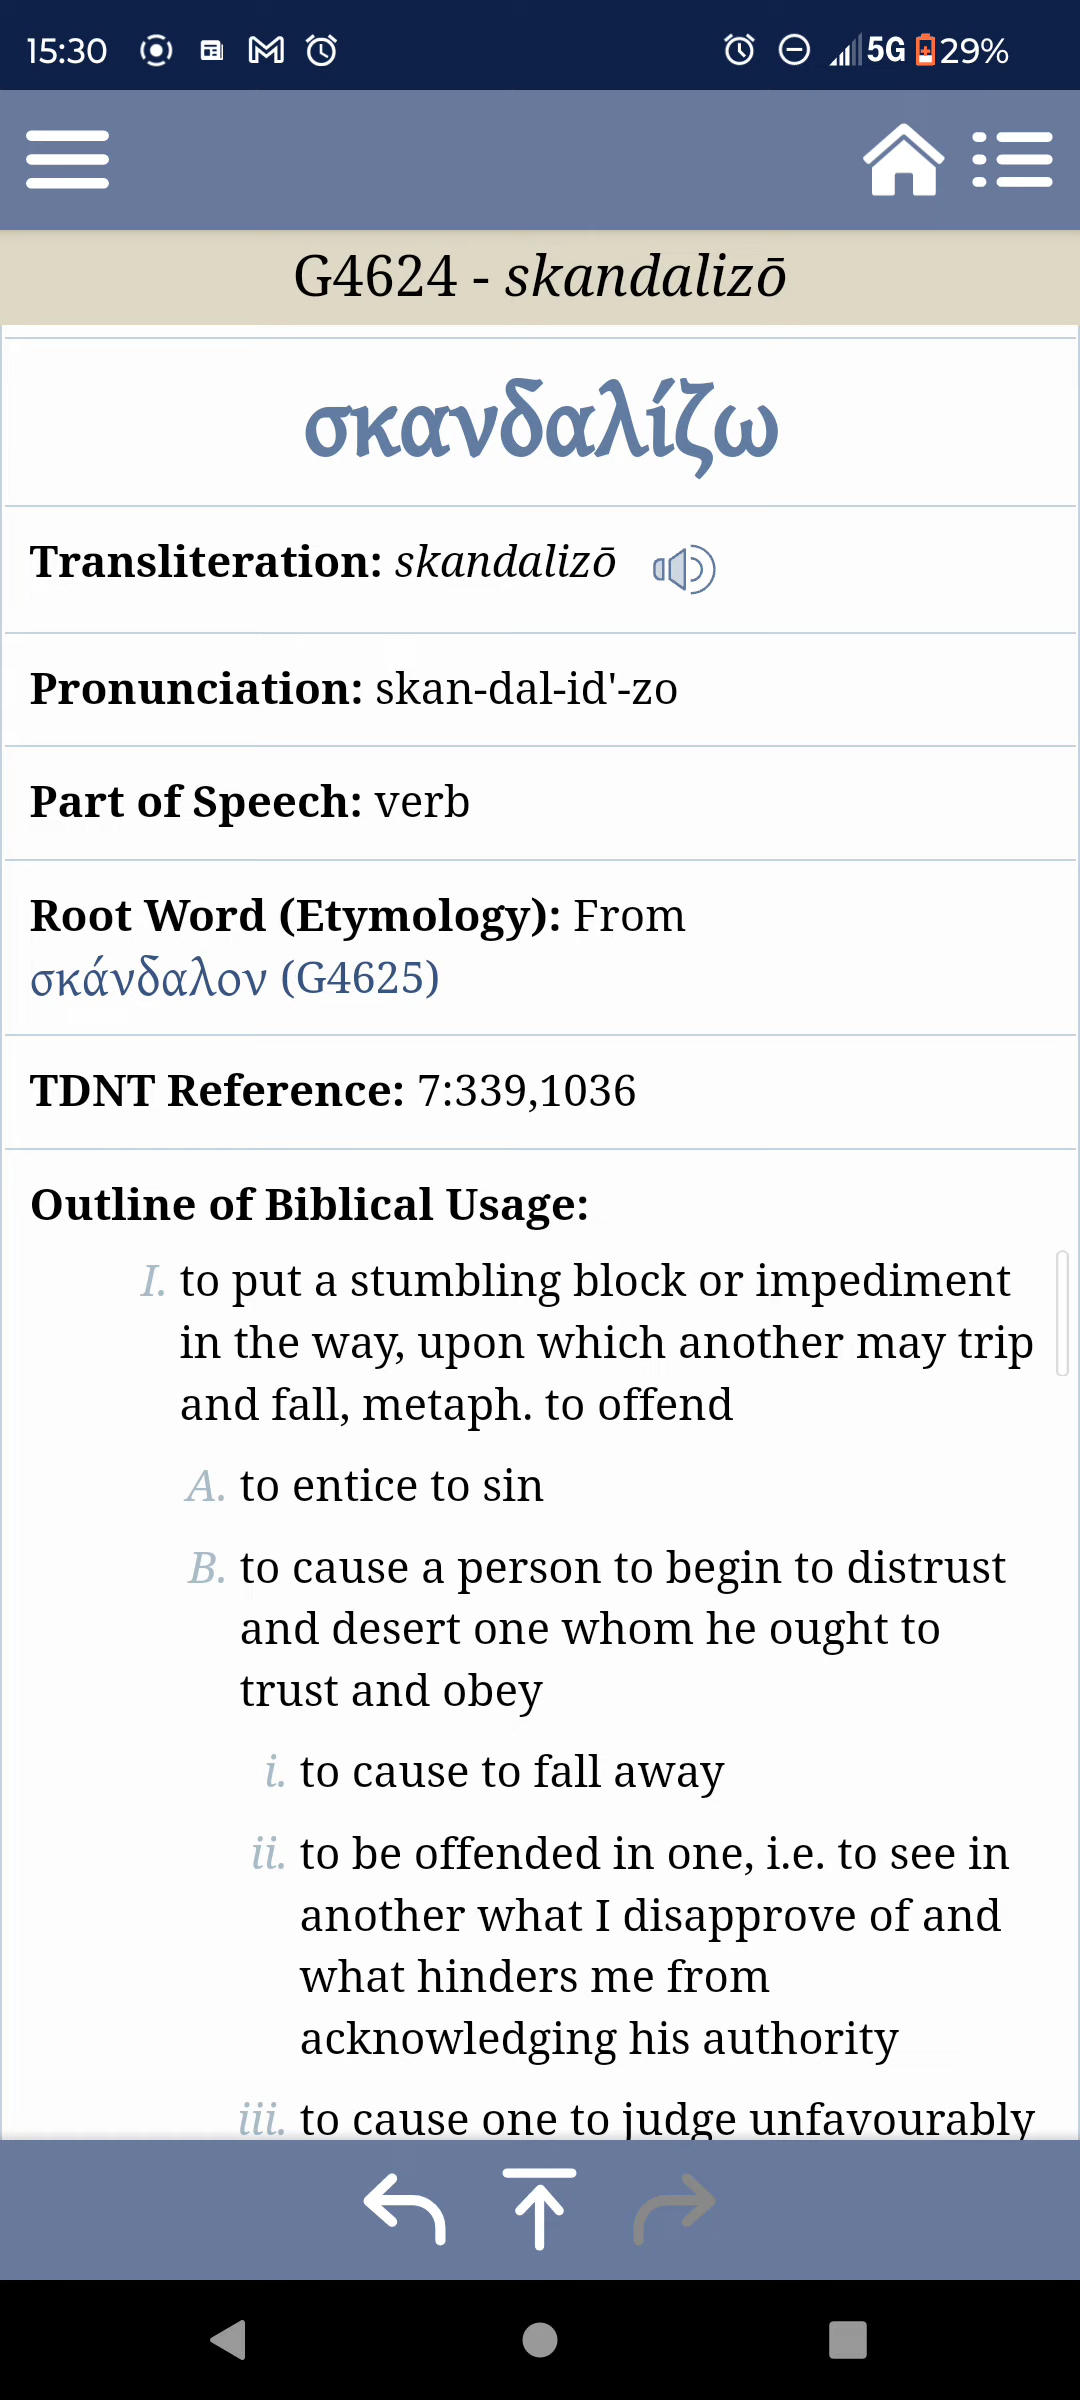 15:30
5G 29%
G4624 - skandalizō
σκανδαλίζω
Transliteration: skandalizō
Pronunciation: skan-dal-id'-zo
Part of Speech: verb
Root Word (Etymology): From
σκάνδαλον (G4625)
TDNT Reference: 7:339,1036
Outline of Biblical Usage:
I. to put a stumbling block or impediment
in the way, upon which another may trip
and fall, metaph. to offend
A. to entice to sin
B. to cause a person to begin to distrust
and desert one whom he ought to
trust and obey
i. to cause to fall away
ii. to be offended in one, i.e. to see in
another what I disapprove of and
what hinders me from
acknowledging his authority
iii. to cause one to judge unfavourably